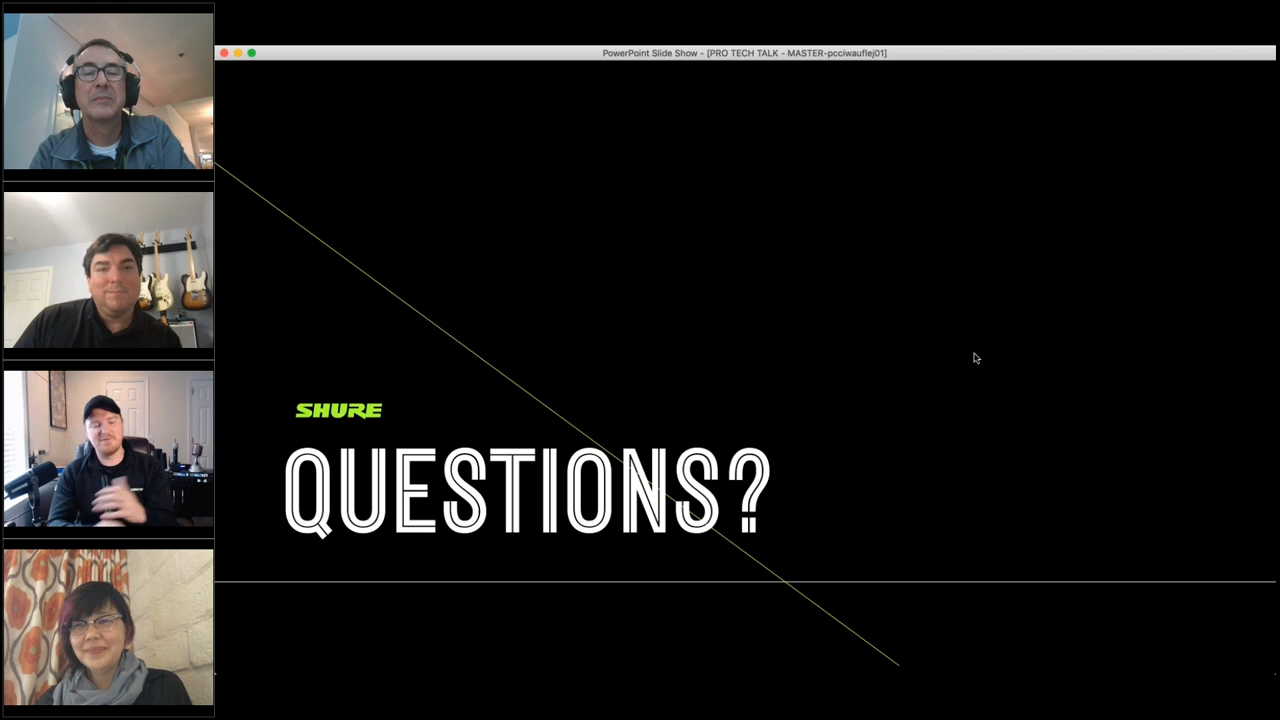 PowerPoint Slide Show - [PRO TECH TALK - MASTER-pcciwauflej01]
SHURE
QUESTIONS?